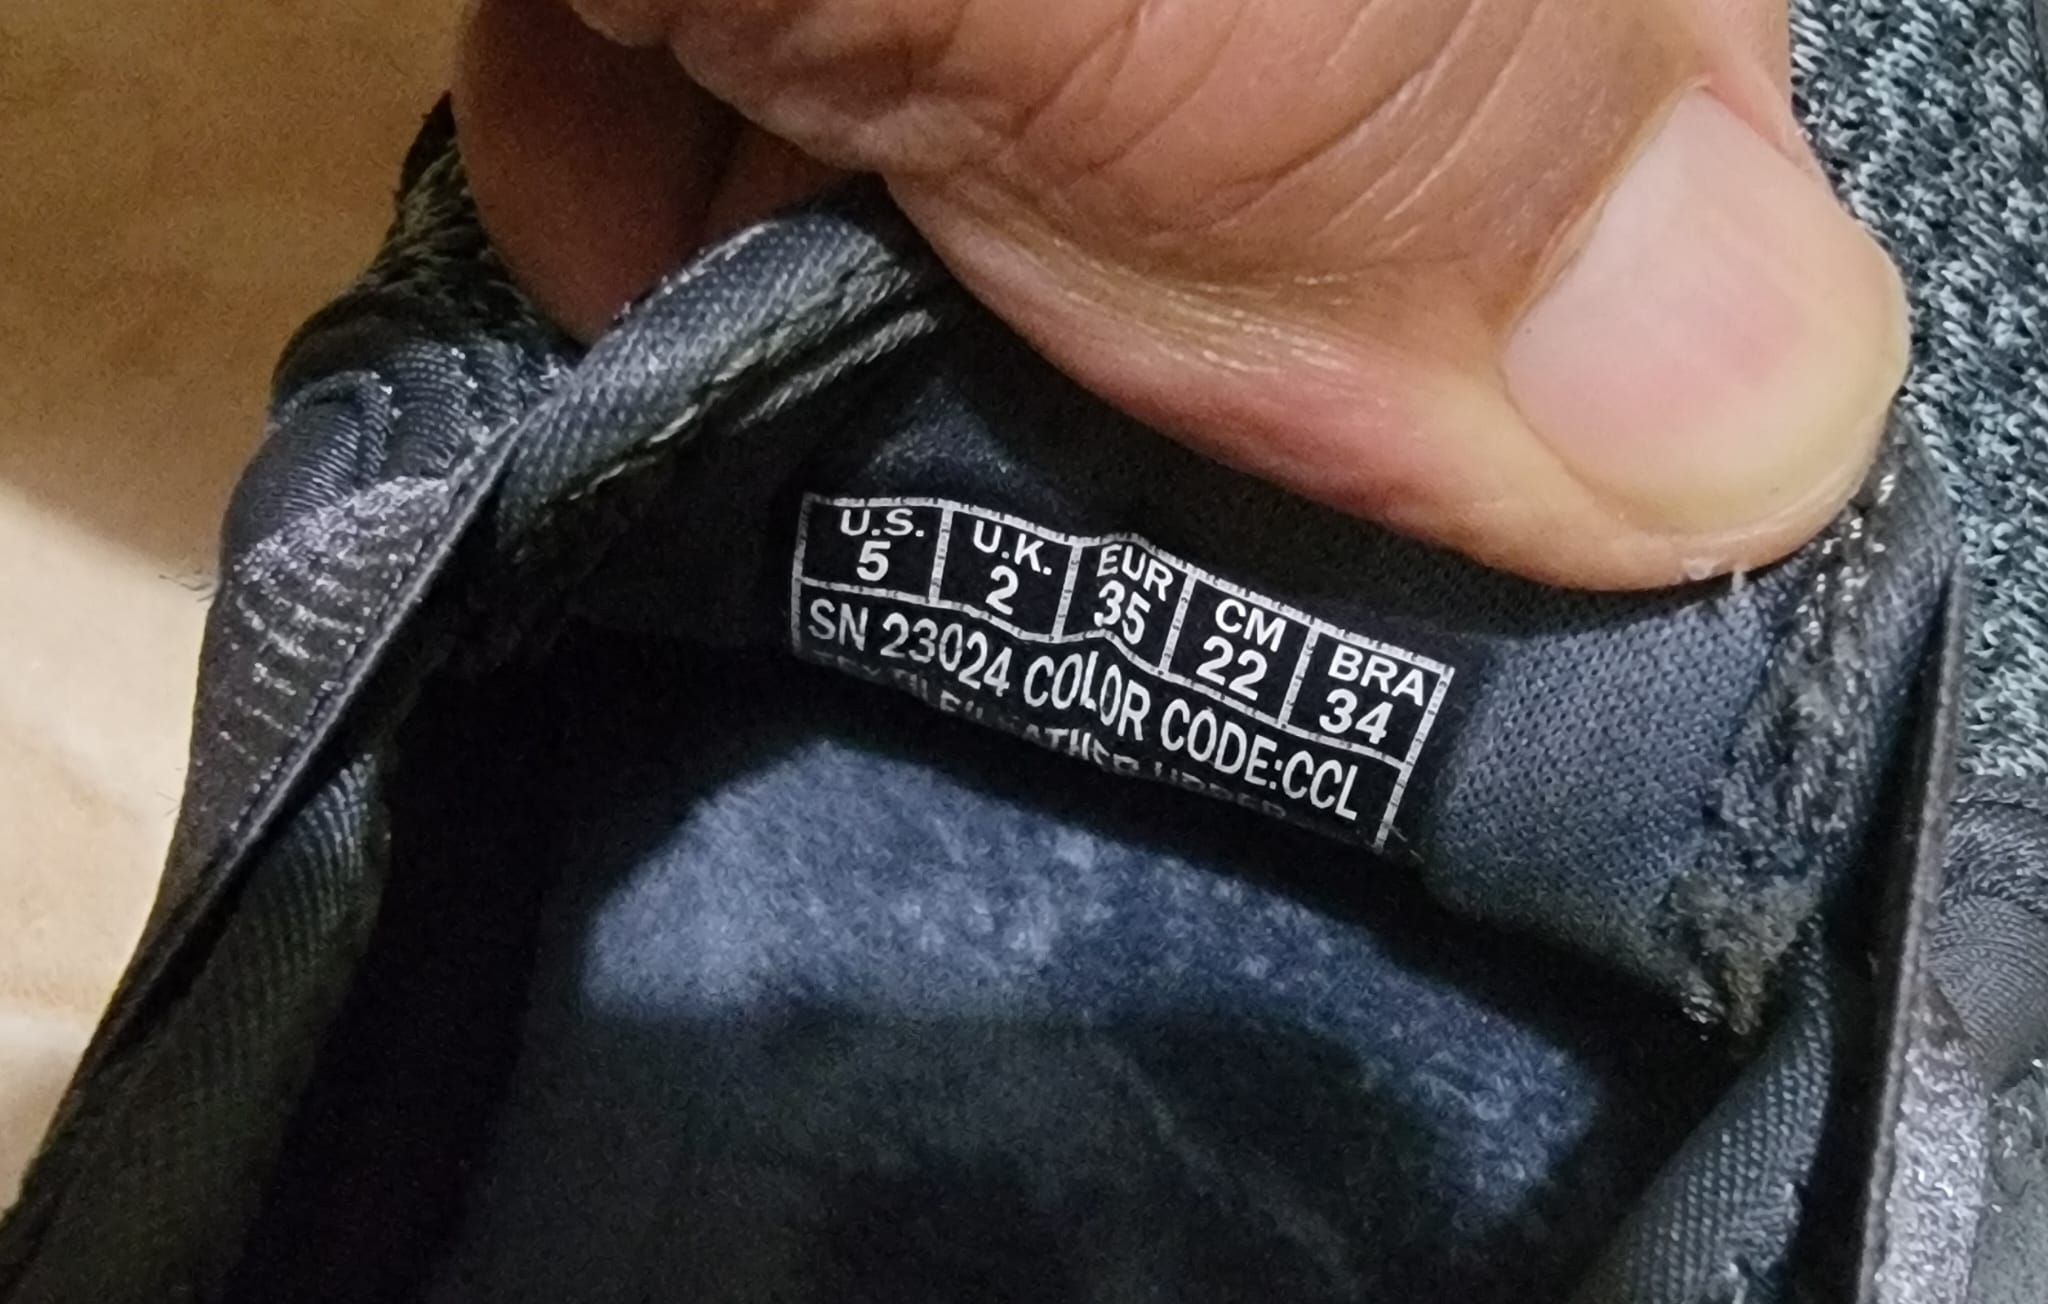 U.S. U.K. EUR CM BRA
5 2 35 22 34
SN 23024 COLOR CODE:CCL